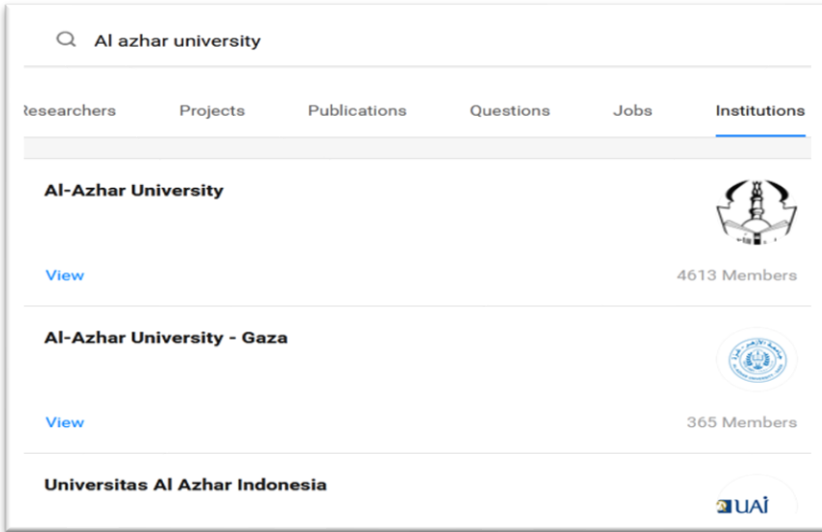 Al azhar university
Researchers Projects Publications Questions Jobs Institutions
Al-Azhar University
View 4613 Members
Al-Azhar University - Gaza
View 365 Members
Universitas Al Azhar Indonesia
UAI